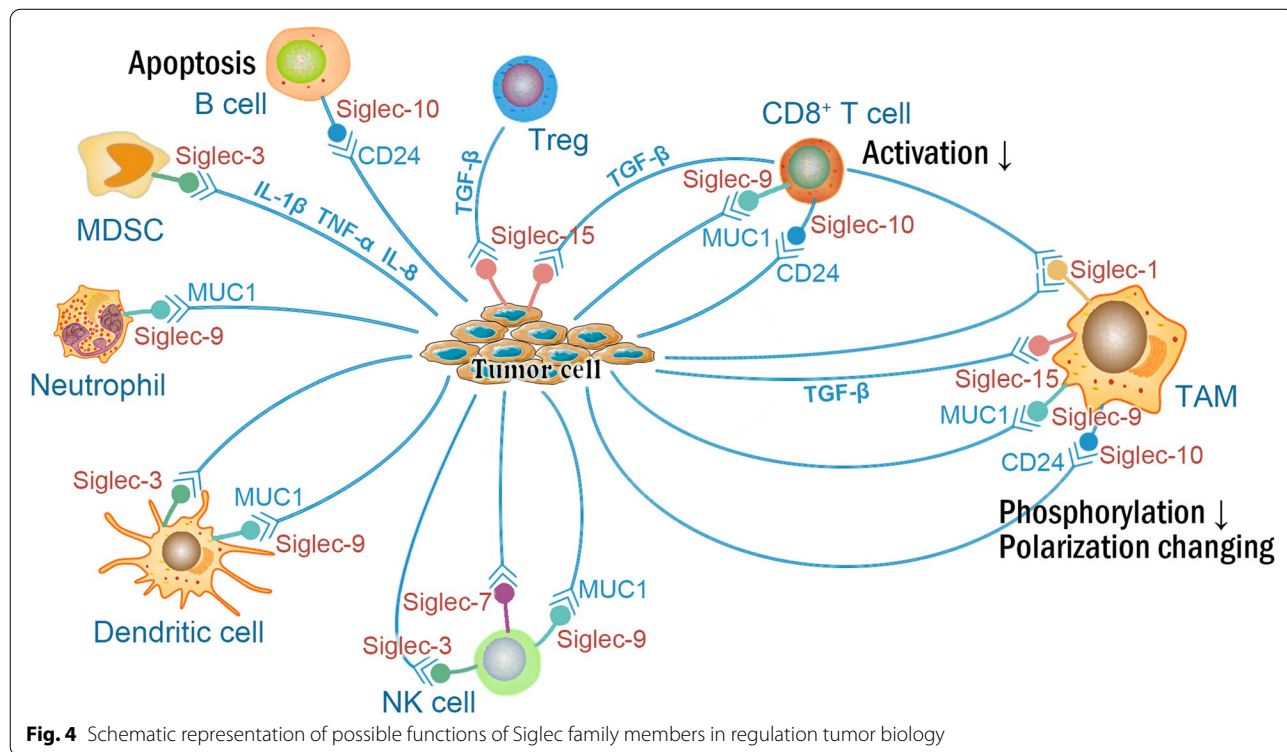 Apoptosis
B cell
Siglec-10
CD24
Treg
TGF-β
Siglec-15
TGF-β
CD8⁺ T cell
Activation ↓
Siglec-9
MUC1
Siglec-10
CD24
Siglec-3
MDSC
IL-1β TNF-α IL-8
MUC1
Siglec-9
Neutrophil
Tumor cell
Siglec-1
Siglec-15
TGF-β
TAM
MUC1
Siglec-9
CD24
Siglec-10
Phosphorylation ↓
Polarization changing
Siglec-3
MUC1
Siglec-9
Dendritic cell
Siglec-7
MUC1
Siglec-3
Siglec-9
NK cell
Fig. 4 Schematic representation of possible functions of Siglec family members in regulation tumor biology